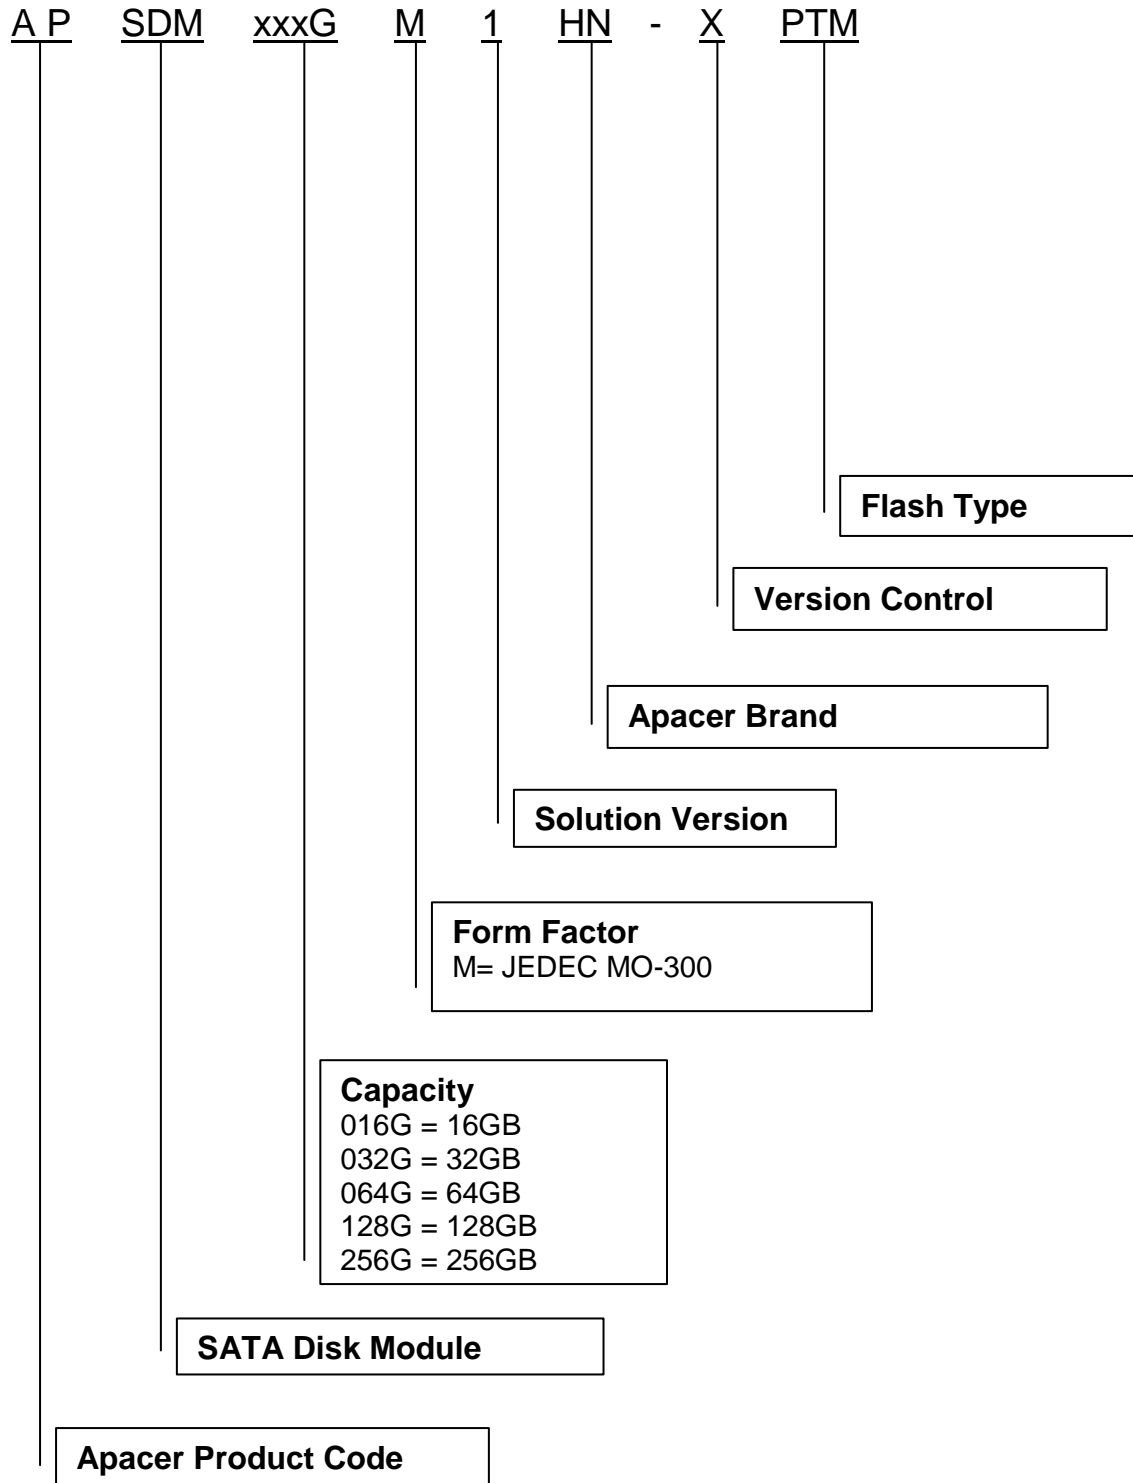 A P SDM xxxG M 1 HN - X PTM
Flash Type
Version Control
Apacer Brand
Solution Version
Form Factor
M= JEDEC MO-300
Capacity
016G = 16GB
032G = 32GB
064G = 64GB
128G = 128GB
256G = 256GB
SATA Disk Module
Apacer Product Code